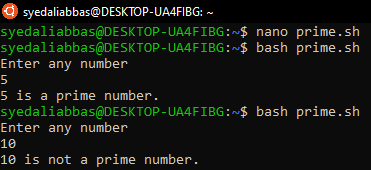 syedaliabbas@DESKTOP-UA4FIBG: ~
syedaliabbas@DESKTOP-UA4FIBG:~$ nano prime.sh
syedaliabbas@DESKTOP-UA4FIBG:~$ bash prime.sh
Enter any number
5
5 is a prime number.
syedaliabbas@DESKTOP-UA4FIBG:~$ bash prime.sh
Enter any number
10
10 is not a prime number.